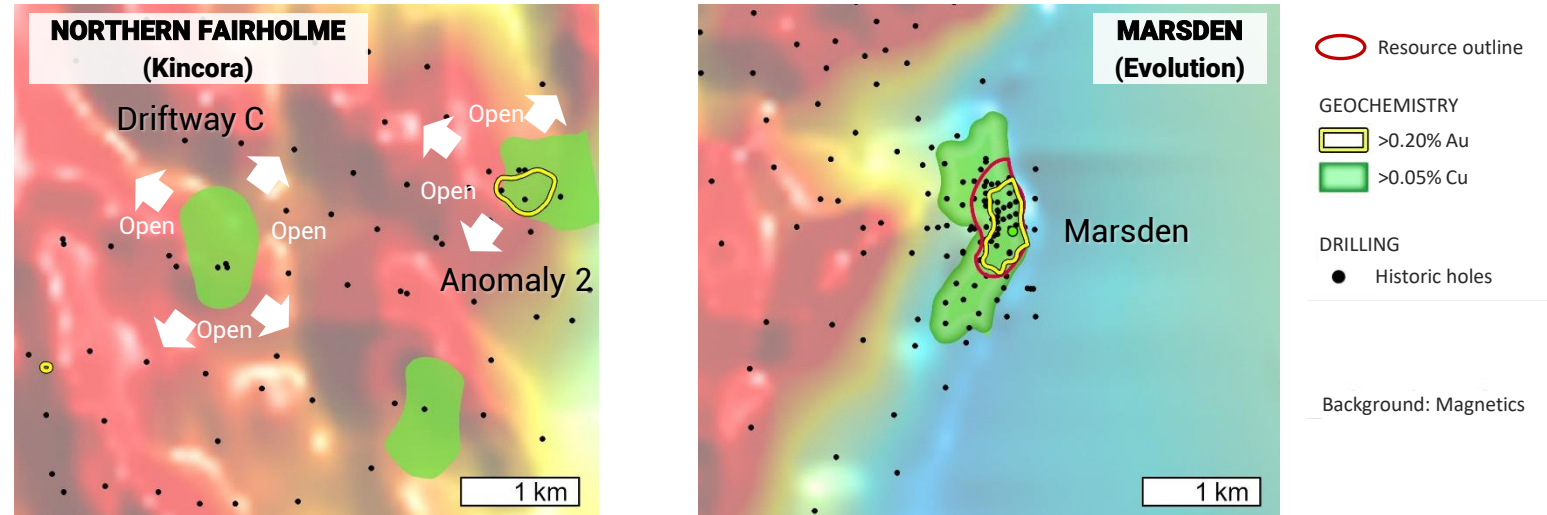 NORTHERN FAIRHOLME
(Kincora)
Driftway C
Open
Open
Open
Open
Open
Anomaly 2
1 km
MARSDEN
(Evolution)
Marsden
1 km
Resource outline
GEOCHEMISTRY
>0.20% Au
>0.05% Cu
DRILLING
Historic holes
Background: Magnetics